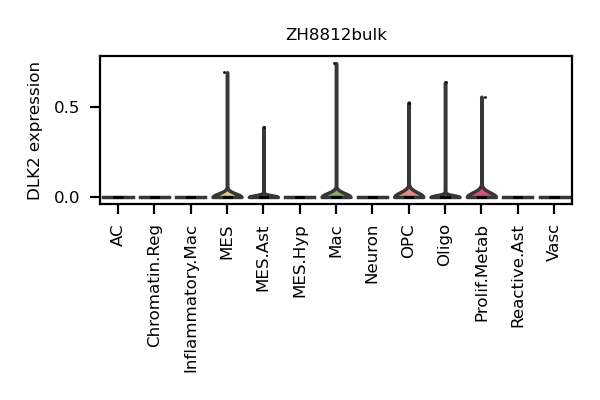 ZH8812bulk
DLK2 expression
0.5
0.0
AC
Chromatin.Reg
Inflammatory.Mac
MES
MES.Ast
MES.Hyp
Mac
Neuron
OPC
Oligo
Prolif.Metab
Reactive.Ast
Vasc